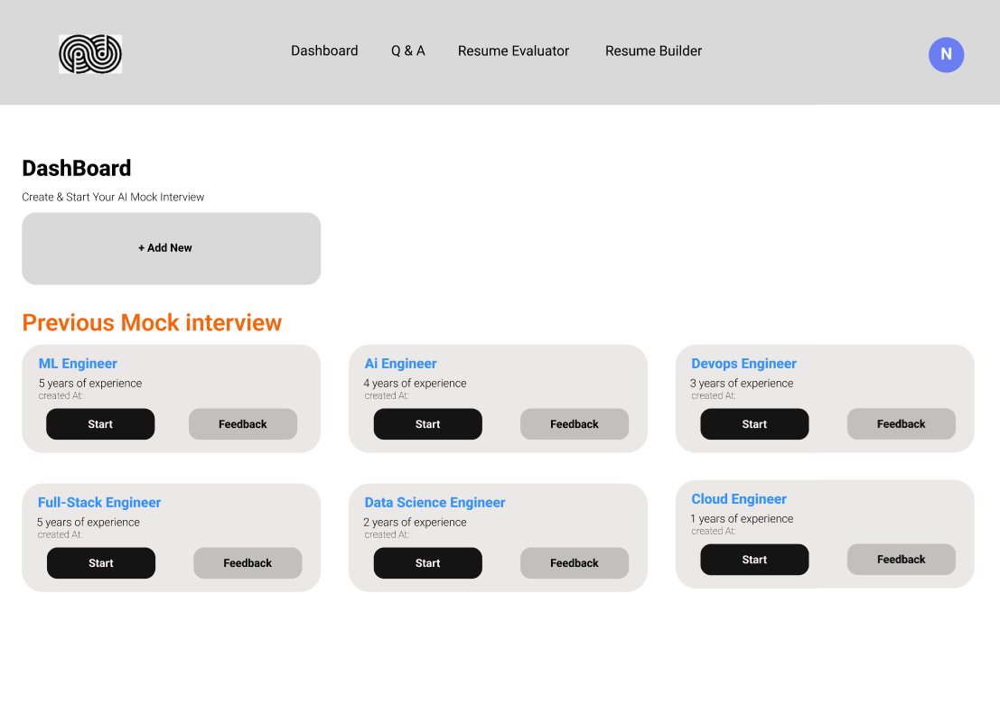 Dashboard Q & A Resume Evaluator Resume Builder N
DashBoard
Create & Start Your AI Mock Interview
+ Add New
Previous Mock interview
ML Engineer
5 years of experience
created At:
Start Feedback
Ai Engineer
4 years of experience
created At:
Start Feedback
Devops Engineer
3 years of experience
created At:
Start Feedback
Full-Stack Engineer
5 years of experience
created At:
Start Feedback
Data Science Engineer
2 years of experience
created At:
Start Feedback
Cloud Engineer
1 years of experience
created At:
Start Feedback